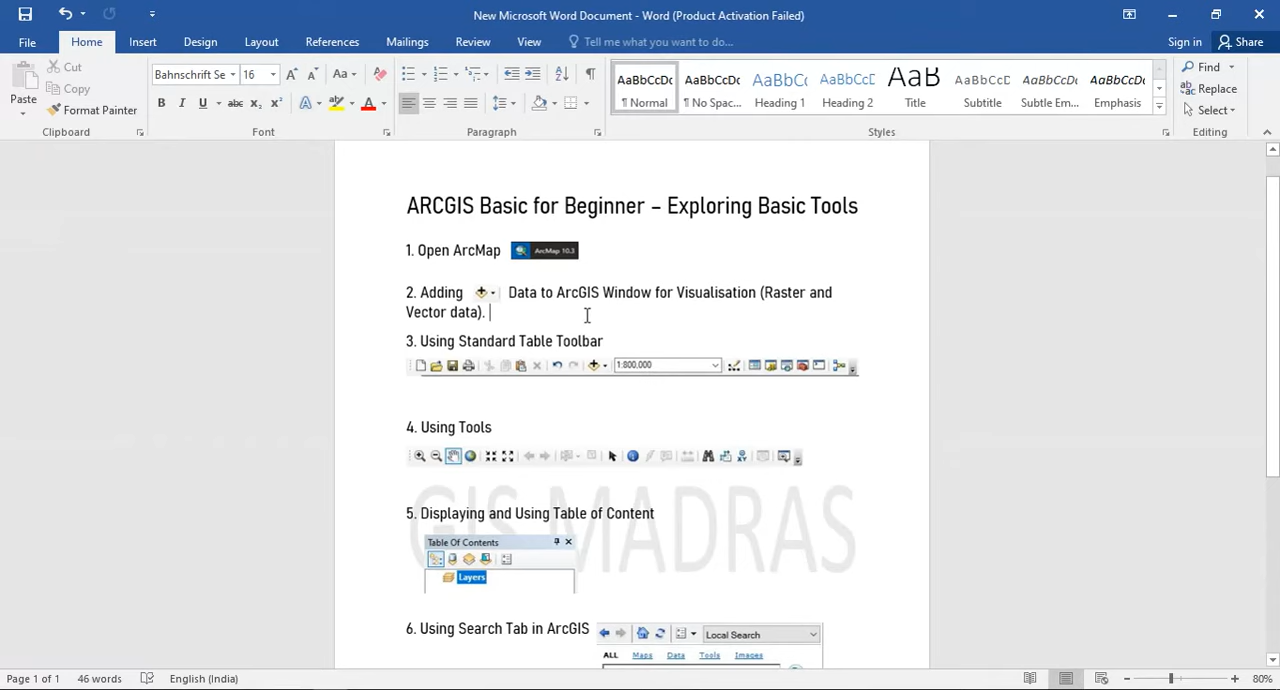 New Microsoft Word Document - Word (Product Activation Failed)
File Home Insert Design Layout References Mailings Review View Tell me what you want to do... Sign in Share
Paste
Cut
Copy
Format Painter
Clipboard
Bahnschrift Se 16
Font
Paragraph
AaBbCcDc AaBbCcDc AaBbCc AaBbCcC AaB AaBbCcD AaBbCcDc AaBbCcDc
¶ Normal ¶ No Spac... Heading 1 Heading 2 Title Subtitle Subtle Em... Emphasis
Styles
Find
Replace
Select
Editing
ARCGIS Basic for Beginner – Exploring Basic Tools
1. Open ArcMap ArcMap 10.3
2. Adding Data to ArcGIS Window for Visualisation (Raster and
Vector data).
3. Using Standard Table Toolbar
1:800,000
4. Using Tools
GIS MADRAS
5. Displaying and Using Table of Content
Table Of Contents
Layers
6. Using Search Tab in ArcGIS
Local Search
ALL Maps Data Tools Images
Page 1 of 1 46 words English (India) 80%